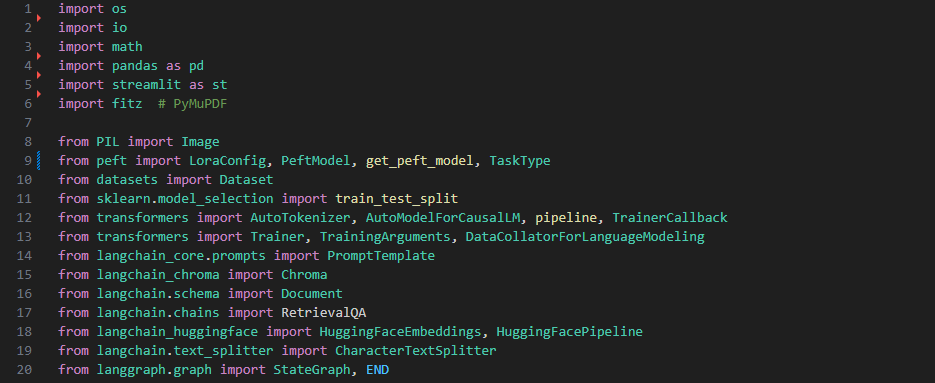 1 import os
2 import io
3 import math
4 import pandas as pd
5 import streamlit as st
6 import fitz  # PyMuPDF
7
8 from PIL import Image
9 from peft import LoraConfig, PeftModel, get_peft_model, TaskType
10 from datasets import Dataset
11 from sklearn.model_selection import train_test_split
12 from transformers import AutoTokenizer, AutoModelForCausalLM, pipeline, TrainerCallback
13 from transformers import Trainer, TrainingArguments, DataCollatorForLanguageModeling
14 from langchain_core.prompts import PromptTemplate
15 from langchain_chroma import Chroma
16 from langchain.schema import Document
17 from langchain.chains import RetrievalQA
18 from langchain_huggingface import HuggingFaceEmbeddings, HuggingFacePipeline
19 from langchain.text_splitter import CharacterTextSplitter
20 from langgraph.graph import StateGraph, END